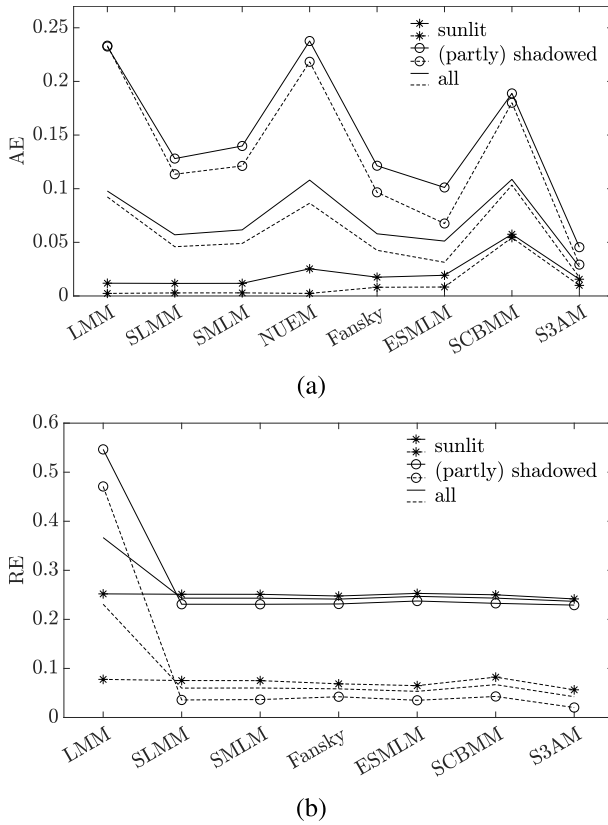 0.25
0.2
0.15
0.1
0.05
0
AE
sunlit
(partly) shadowed
all
LMM
SLMM
SMLM
NUEM
Fansky
ESMLM
SCBMM
S3AM
(a)
0.6
0.5
0.4
0.3
0.2
0.1
0
RE
sunlit
(partly) shadowed
all
LMM
SLMM
SMLM
Fansky
ESMLM
SCBMM
S3AM
(b)